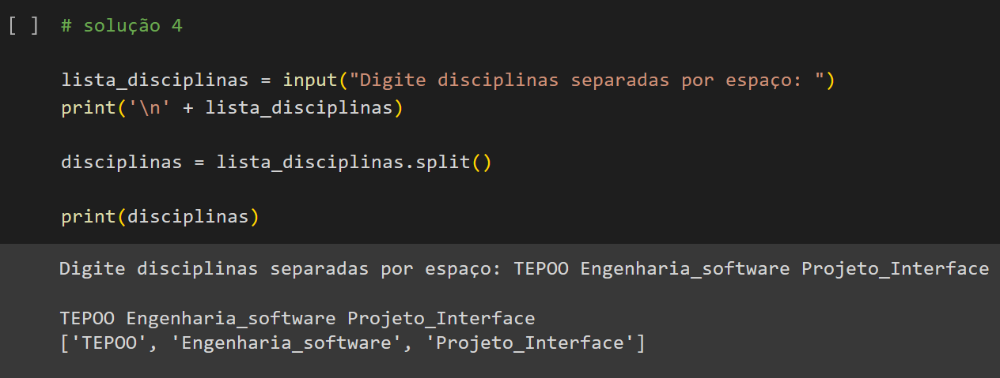 [ ] # solução 4
lista_disciplinas = input("Digite disciplinas separadas por espaço: ")
print('\n' + lista_disciplinas)
disciplinas = lista_disciplinas.split()
print(disciplinas)
Digite disciplinas separadas por espaço: TEPOO Engenharia_software Projeto_Interface
TEPOO Engenharia_software Projeto_Interface
['TEPOO', 'Engenharia_software', 'Projeto_Interface']